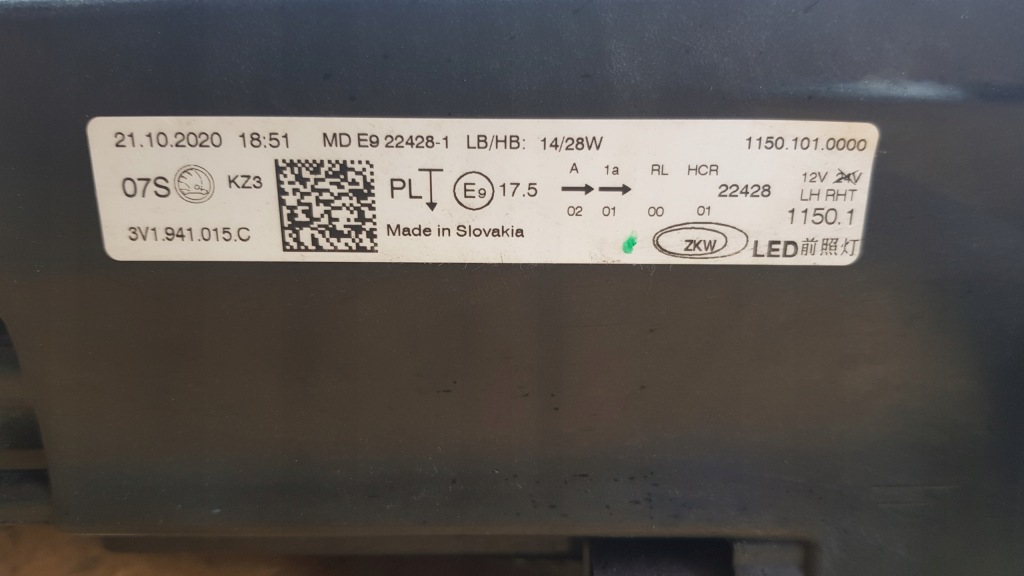 21.10.2020 18:51 MD E9 22428-1 LB/HB: 14/28W 1150.101.0000
A 1a RL HCR 12V 24V
07S KZ3 PL E9 17.5 22428 LH RHT
02 01 00 01 1150.1
3V1.941.015.C Made in Slovakia ZKW LED前照灯